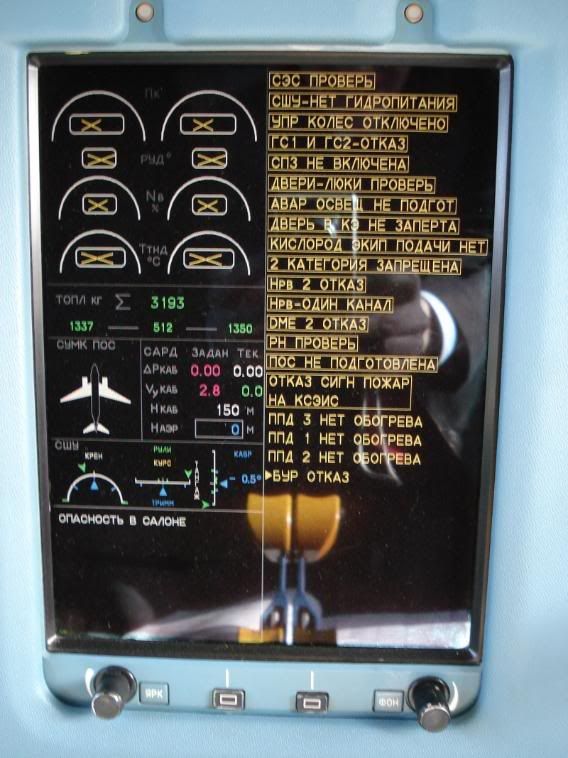 Пк
РУД°
Nв
%
Ттнд
°C
ТОПЛ КГ Σ 3193
1337 512 1350
СУМК ПОС
САРД ЗАДАН ТЕК
ΔPКАБ 0.00 0.00
VуКАБ 2.8 0.0
HКАБ 150 М
HАЭР 0 М
СШУ
КРЕН
РУЛИ
КУРС
ТРИММ
КАБР
- 0.5°
ОПАСНОСТЬ В САЛОНЕ
СЭС ПРОВЕРЬ
СШУ-НЕТ ГИДРОПИТАНИЯ
УПР КОЛЕС ОТКЛЮЧЕНО
ГС1 И ГС2-ОТКАЗ
СПЗ НЕ ВКЛЮЧЕНА
ДВЕРИ-ЛЮКИ ПРОВЕРЬ
АВАР ОСВЕЩ НЕ ПОДГОТ
ДВЕРЬ В КЭ НЕ ЗАПЕРТА
КИСЛОРОД ЭКИП ПОДАЧИ НЕТ
2 КАТЕГОРИЯ ЗАПРЕЩЕНА
Hрв 2 ОТКАЗ
Hрв-ОДИН КАНАЛ
DME 2 ОТКАЗ
РН ПРОВЕРЬ
ПОС НЕ ПОДГОТОВЛЕНА
ОТКАЗ СИГН ПОЖАР
НА КСЭИС
ППД 3 НЕТ ОБОГРЕВА
ППД 1 НЕТ ОБОГРЕВА
ППД 2 НЕТ ОБОГРЕВА
БУР ОТКАЗ
ЯРК
ФОН